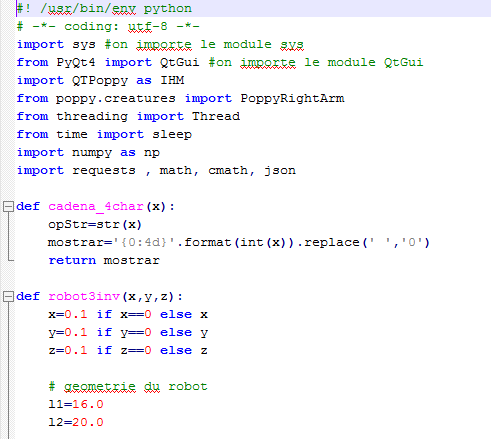 #! /usr/bin/env python
# -*- coding: utf-8 -*-
import sys #on importe le module sys
from PyQt4 import QtGui #on importe le module QtGui
import QTPoppy as IHM
from poppy.creatures import PoppyRightArm
from threading import Thread
from time import sleep
import numpy as np
import requests , math, cmath, json
def cadena_4char(x):
    opStr=str(x)
    mostrar='{0:4d}'.format(int(x)).replace(' ','0')
    return mostrar
def robot3inv(x,y,z):
    x=0.1 if x==0 else x
    y=0.1 if y==0 else y
    z=0.1 if z==0 else z
    # geometrie du robot
    l1=16.0
    l2=20.0